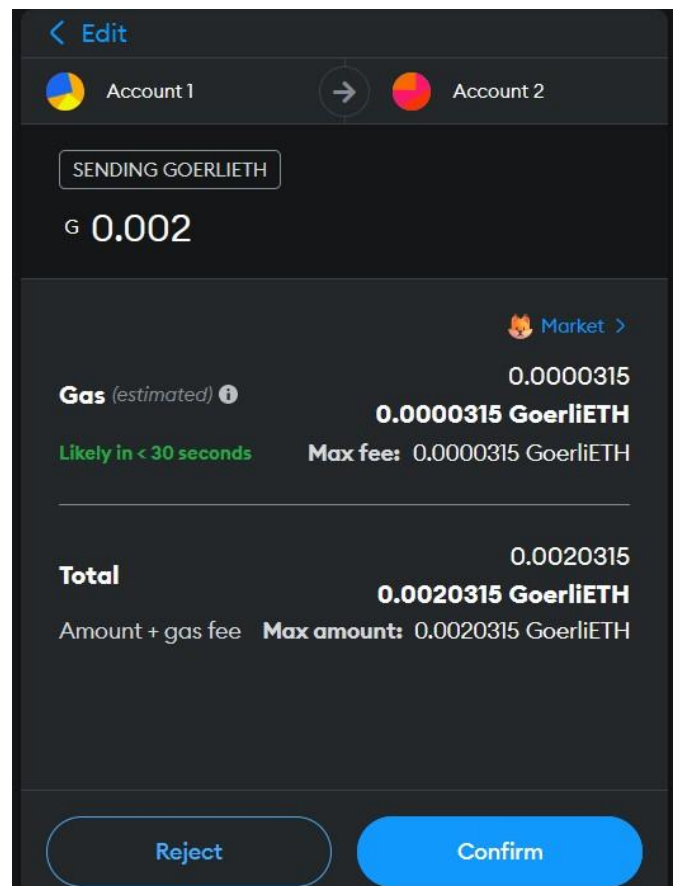 Edit
Account 1 Account 2
SENDING GOERLIETH
G 0.002
Market >
0.0000315
Gas (estimated) 0.0000315 GoerliETH
Likely in < 30 seconds Max fee: 0.0000315 GoerliETH
0.0020315
Total 0.0020315 GoerliETH
Amount + gas fee Max amount: 0.0020315 GoerliETH
Reject Confirm